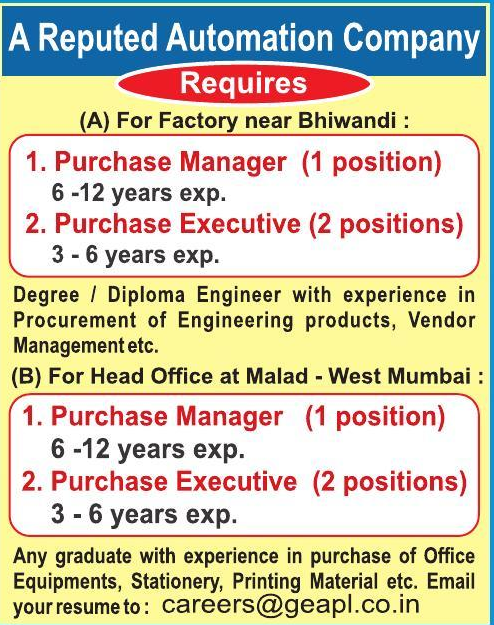 A Reputed Automation Company
Requires
(A) For Factory near Bhiwandi :
1. Purchase Manager (1 position)
6 -12 years exp.
2. Purchase Executive (2 positions)
3 - 6 years exp.
Degree / Diploma Engineer with experience in
Procurement of Engineering products, Vendor
Management etc.
(B) For Head Office at Malad - West Mumbai :
1. Purchase Manager (1 position)
6 -12 years exp.
2. Purchase Executive (2 positions)
3 - 6 years exp.
Any graduate with experience in purchase of Office
Equipments, Stationery, Printing Material etc. Email
your resume to : careers@geapl.co.in